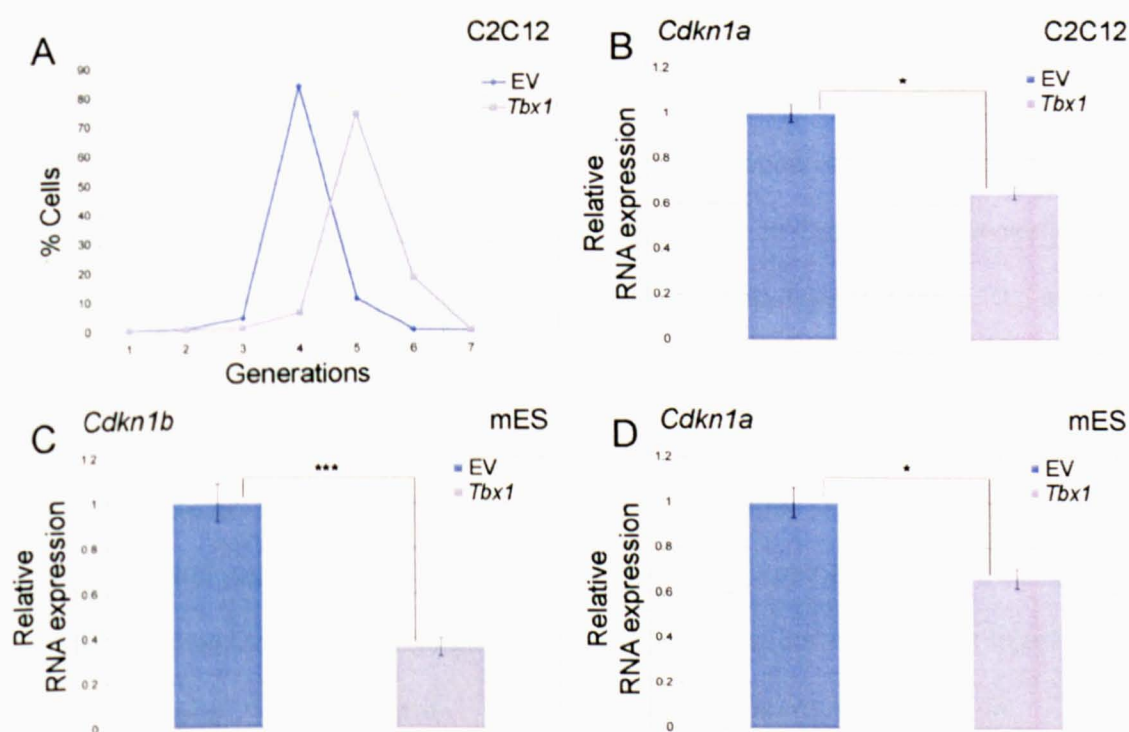 A
C2C12
EV
Tbx1
90
80
70
60
50
40
30
20
10
0
% Cells
1 2 3 4 5 6 7
Generations
B
Cdkn1a
C2C12
EV
Tbx1
*
1.2
1
0.8
0.6
0.4
0.2
0
Relative
RNA expression
C
Cdkn1b
mES
EV
Tbx1
***
1.2
1
0.8
0.6
0.4
0.2
0
Relative
RNA expression
D
Cdkn1a
mES
EV
Tbx1
*
1.2
1
0.8
0.6
0.4
0.2
0
Relative
RNA expression